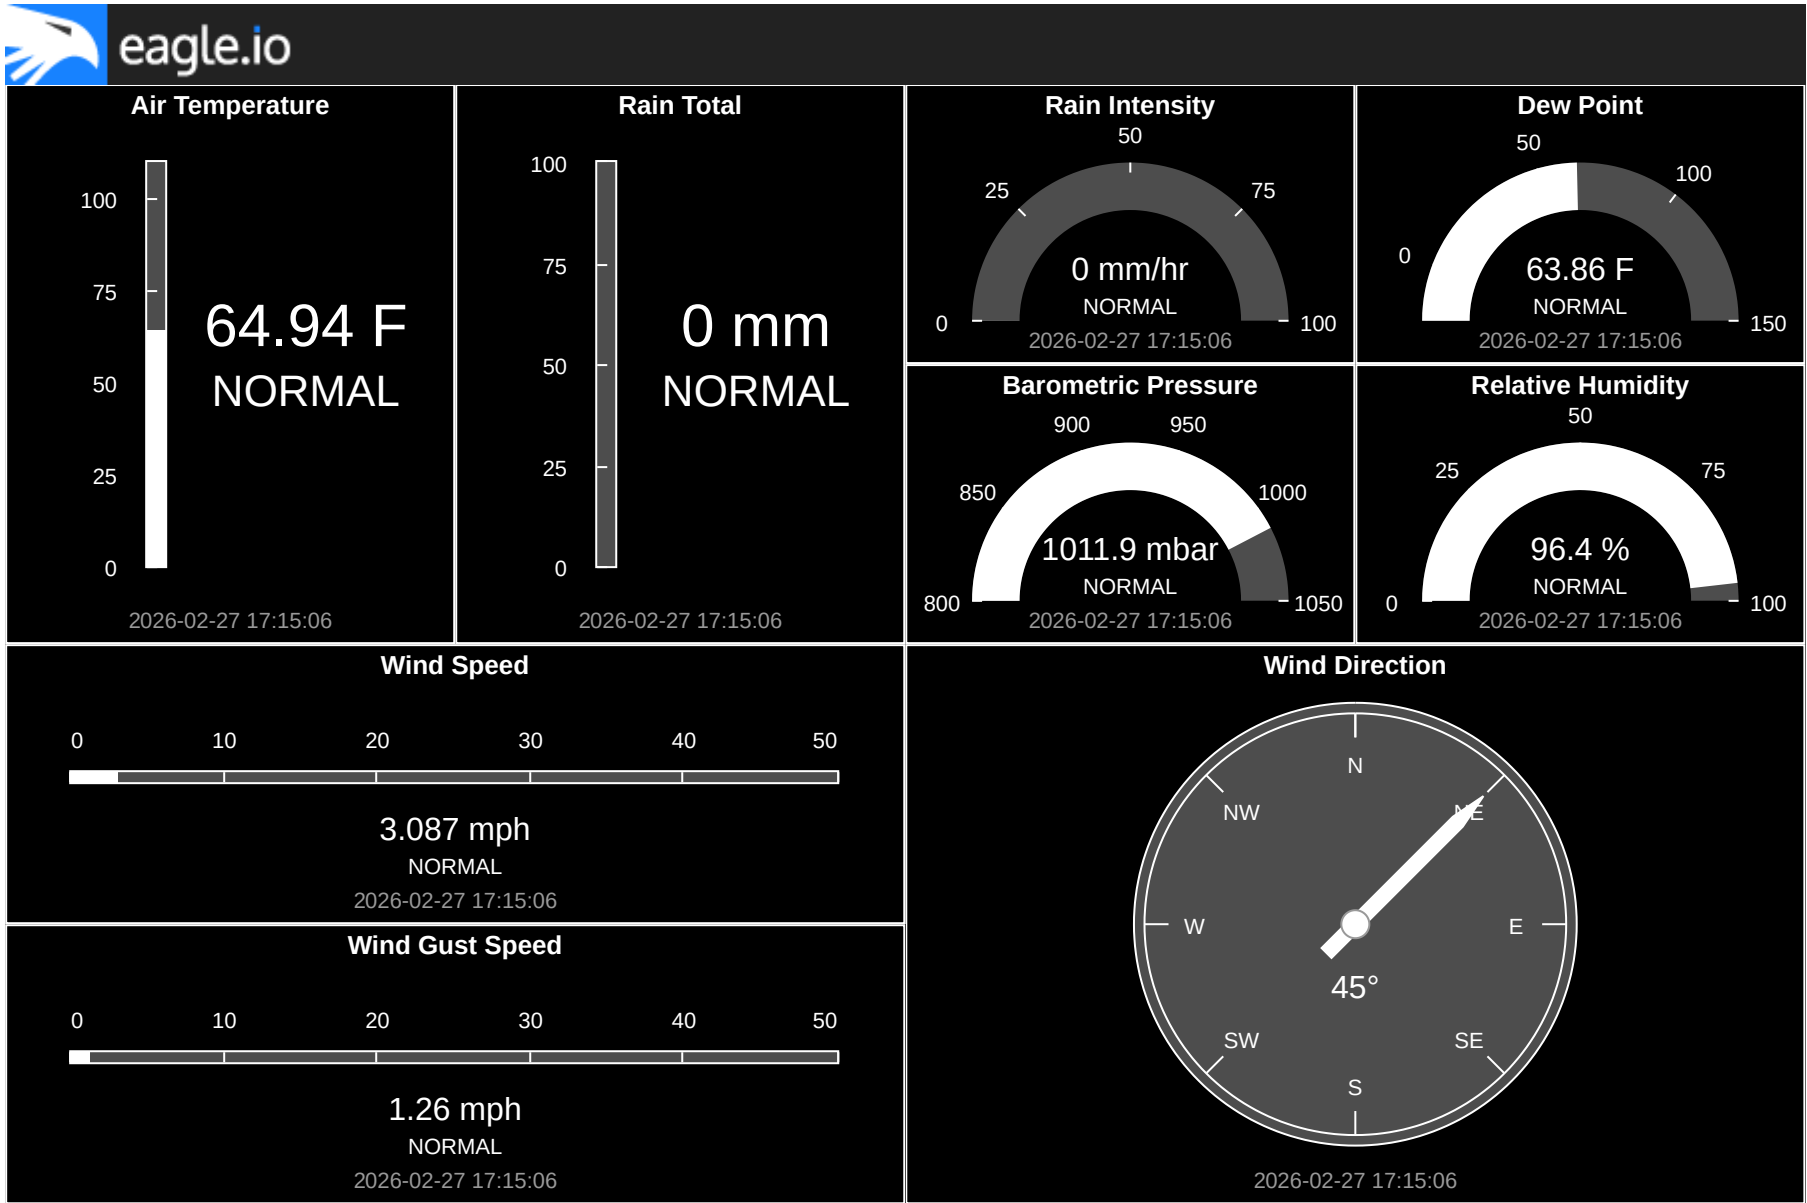 eagle.io
Air Temperature
100
75
50
25
0
64.94 F
NORMAL
2026-02-27 17:15:06
Rain Total
100
75
50
25
0
0 mm
NORMAL
2026-02-27 17:15:06
Rain Intensity
50
25
75
0
100
0 mm/hr
NORMAL
2026-02-27 17:15:06
Dew Point
50
100
0
150
63.86 F
NORMAL
2026-02-27 17:15:06
Barometric Pressure
900
950
850
1000
800
1050
1011.9 mbar
NORMAL
2026-02-27 17:15:06
Relative Humidity
50
25
75
0
100
96.4 %
NORMAL
2026-02-27 17:15:06
Wind Speed
0 10 20 30 40 50
3.087 mph
NORMAL
2026-02-27 17:15:06
Wind Gust Speed
0 10 20 30 40 50
1.26 mph
NORMAL
2026-02-27 17:15:06
Wind Direction
N
NW
NE
W
E
45°
SW
SE
S
2026-02-27 17:15:06